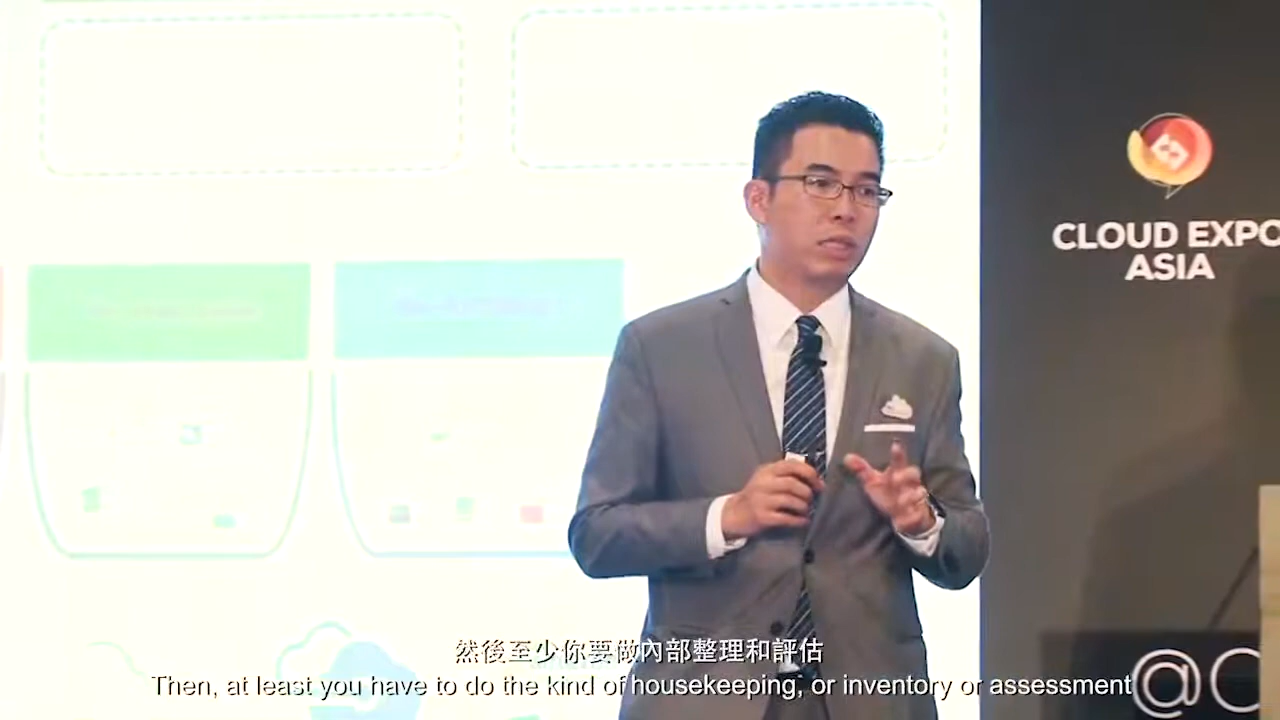 CLOUD EXPO
ASIA
@C
然後至少你要做內部整理和評估
Then, at least you have to do the kind of housekeeping, or inventory or assessment